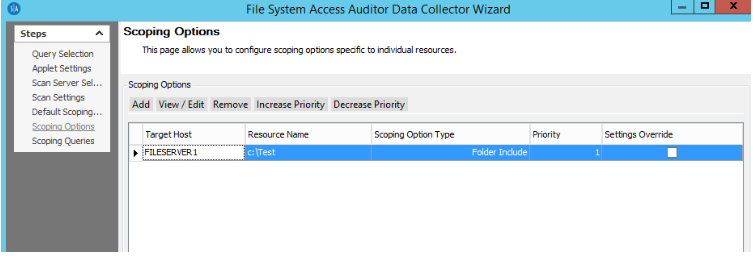 File System Access Auditor Data Collector Wizard
Steps
Query Selection
Applet Settings
Scan Server Sel...
Scan Settings
Default Scoping...
Scoping Options
Scoping Queries
Scoping Options
This page allows you to configure scoping options specific to individual resources.
Scoping Options
Add View / Edit Remove Increase Priority Decrease Priority
Target Host Resource Name Scoping Option Type Priority Settings Override
FILESERVER1 c:\Test Folder Include 1